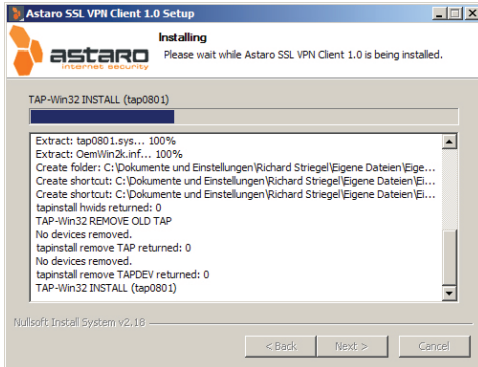 Astaro SSL VPN Client 1.0 Setup
astaro
internet security
Installing
Please wait while Astaro SSL VPN Client 1.0 is being installed.
TAP-Win32 INSTALL (tap0801)
Extract: tap0801.sys... 100%
Extract: OemWin2k.inf... 100%
Create folder: C:\Dokumente und Einstellungen\Richard Striegel\Eigene Dateien\Eige...
Create shortcut: C:\Dokumente und Einstellungen\Richard Striegel\Eigene Dateien\Ei...
Create shortcut: C:\Dokumente und Einstellungen\Richard Striegel\Eigene Dateien\Ei...
tapinstall hwids returned: 0
TAP-Win32 REMOVE OLD TAP
No devices removed.
tapinstall remove TAP returned: 0
No devices removed.
tapinstall remove TAPDEV returned: 0
TAP-Win32 INSTALL (tap0801)
Nullsoft Install System v2.18
< Back Next > Cancel